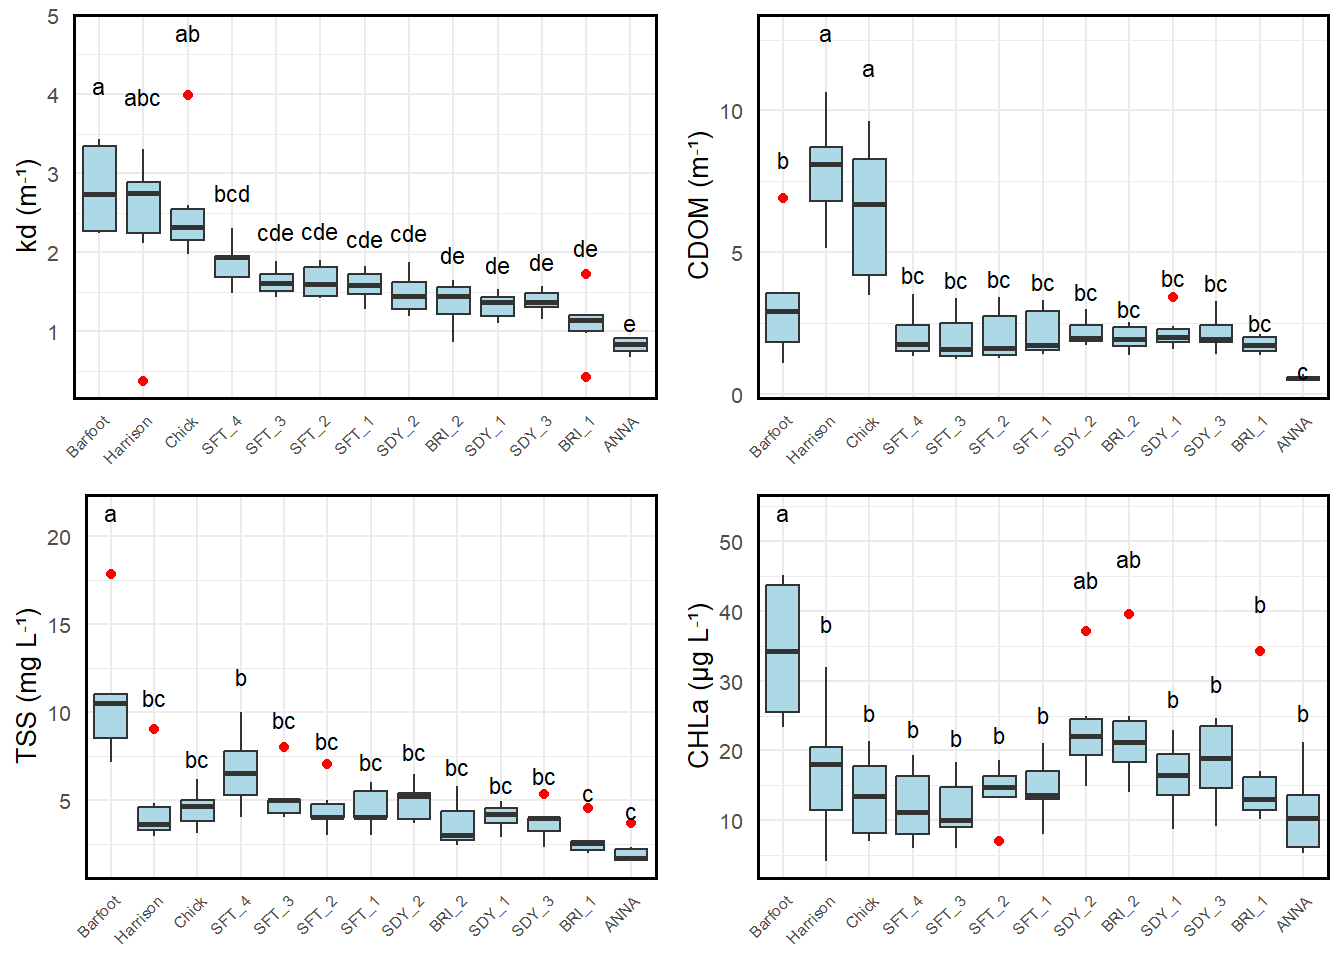 kd (m⁻¹)
5
4
3
2
1
a
abc
ab
bcd
cde
cde
cde
cde
de
de
de
de
e
Barfoot
Harrison
Chick
SFT_4
SFT_3
SFT_2
SFT_1
SDY_2
BRI_2
SDY_1
SDY_3
BRI_1
ANNA
CDOM (m⁻¹)
10
5
0
b
a
a
bc
bc
bc
bc
bc
bc
bc
bc
bc
c
Barfoot
Harrison
Chick
SFT_4
SFT_3
SFT_2
SFT_1
SDY_2
BRI_2
SDY_1
SDY_3
BRI_1
ANNA
TSS (mg L⁻¹)
20
15
10
5
a
bc
bc
b
bc
bc
bc
bc
bc
bc
bc
c
c
Barfoot
Harrison
Chick
SFT_4
SFT_3
SFT_2
SFT_1
SDY_2
BRI_2
SDY_1
SDY_3
BRI_1
ANNA
CHLa (µg L⁻¹)
50
40
30
20
10
a
b
b
b
b
b
b
ab
ab
b
b
b
b
Barfoot
Harrison
Chick
SFT_4
SFT_3
SFT_2
SFT_1
SDY_2
BRI_2
SDY_1
SDY_3
BRI_1
ANNA